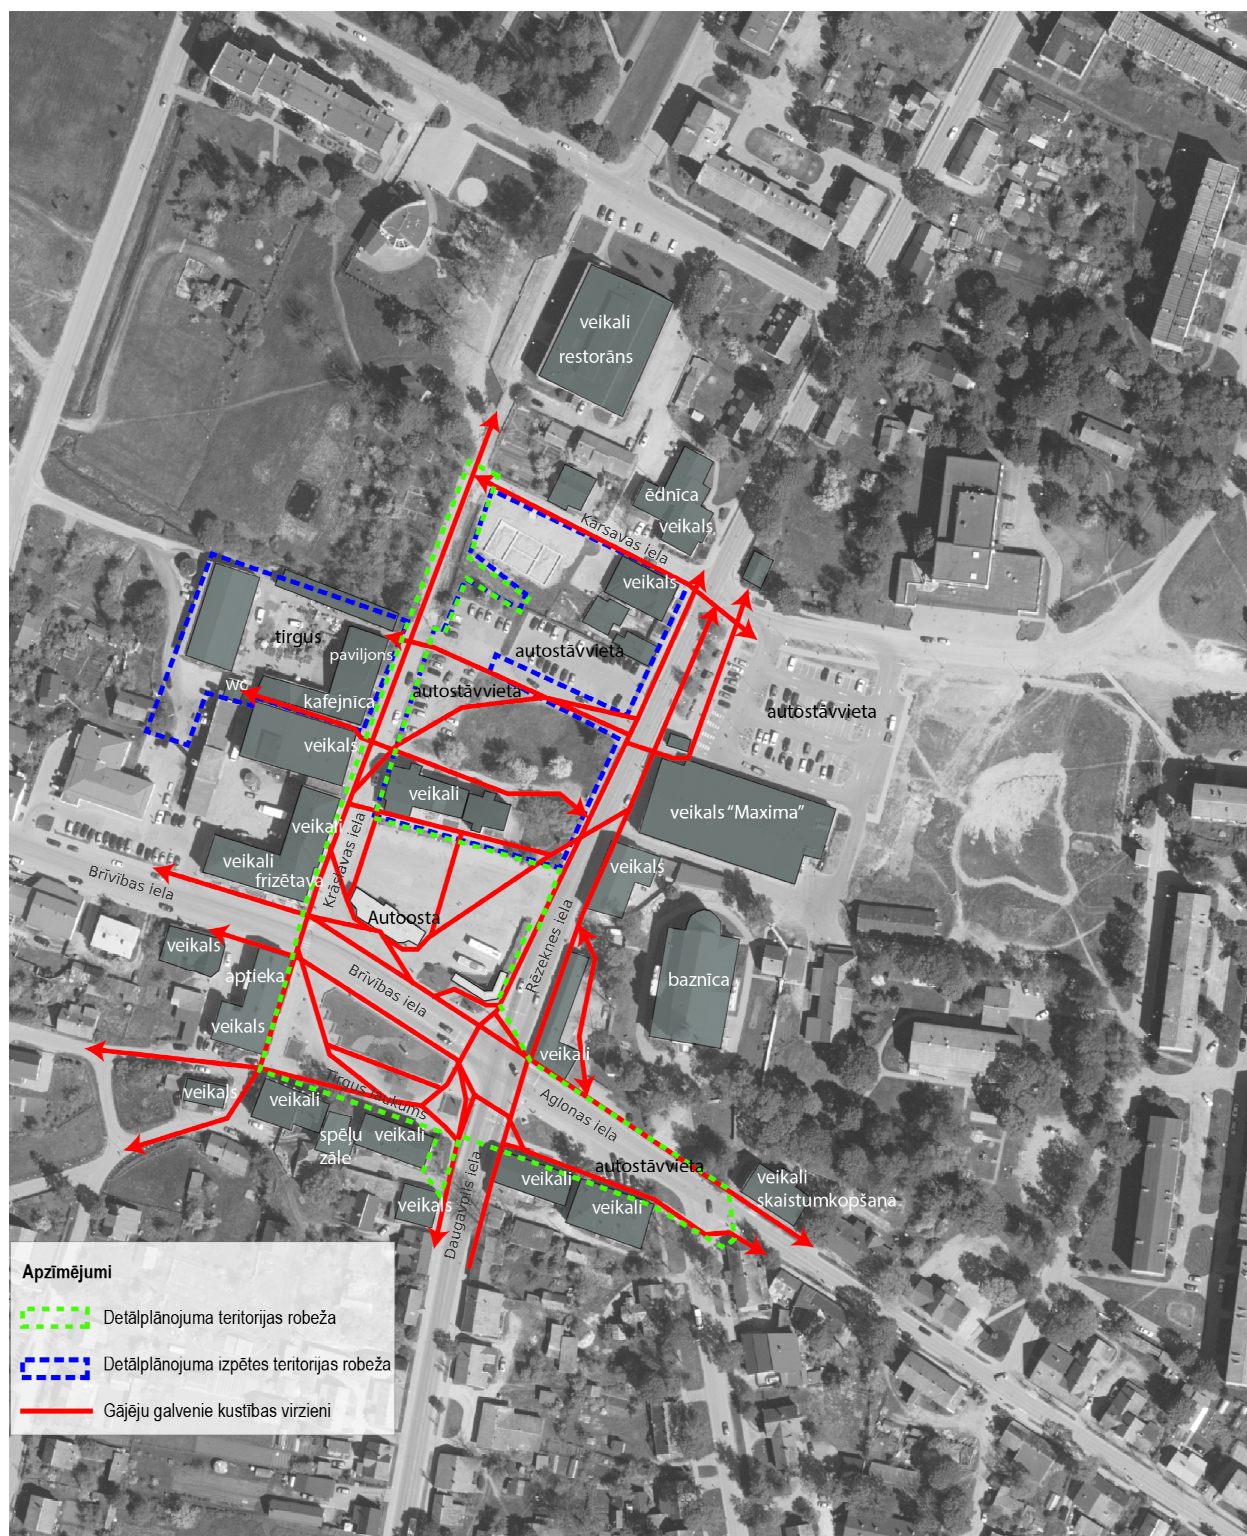 veikali
restorāns
ēdnīca
veikals
Kārsavas iela
veikals
tirgus
paviljons
autostāvvieta
wc
kafejnīca
autostāvvieta
autostāvvieta
veikals
veikali
veikals “Maxima”
veikali
veikali
frizētava
Krāslavas iela
veikals
Brīvības iela
Autoosta
Rēzeknes iela
veikals
aptieka
Brīvības iela
baznīca
veikals
veikali
Tirgus laukums
Aglonas iela
veikals
veikali
spēļu
zāle
veikali
autostāvvieta
veikali
veikali
skaistumkopšana
veikals
veikali
Daugavpils iela
Apzīmējumi
Detālplānojuma teritorijas robeža
Detālplānojuma izpētes teritorijas robeža
Gājēju galvenie kustības virzieni